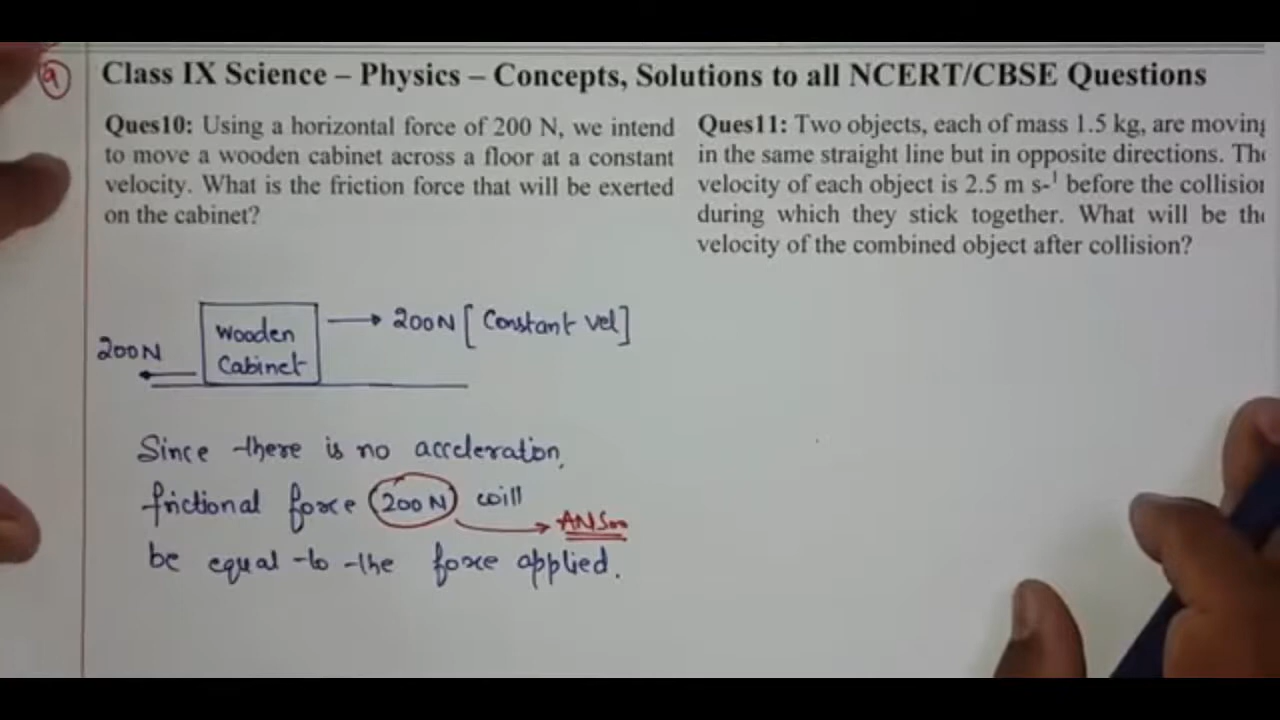 9
Class IX Science – Physics – Concepts, Solutions to all NCERT/CBSE Questions
Ques10: Using a horizontal force of 200 N, we intend
to move a wooden cabinet across a floor at a constant
velocity. What is the friction force that will be exerted
on the cabinet?
Ques11: Two objects, each of mass 1.5 kg, are moving
in the same straight line but in opposite directions. The
velocity of each object is 2.5 m s-¹ before the collision
during which they stick together. What will be the
velocity of the combined object after collision?
200N
Wooden
Cabinet
200N [Constant vel]
Since there is no acceleration,
frictional force 200N will
ANS
be equal to the force applied.